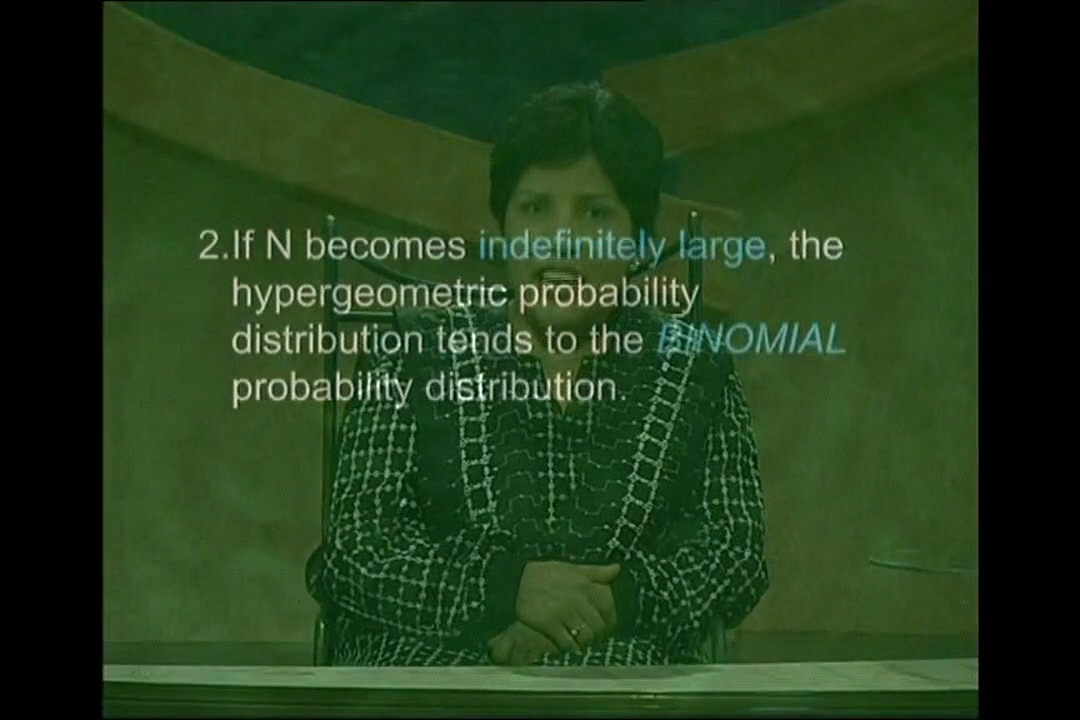 2.If N becomes indefinitely large, the
hypergeometric probability
distribution tends to the BINOMIAL
probability distribution.